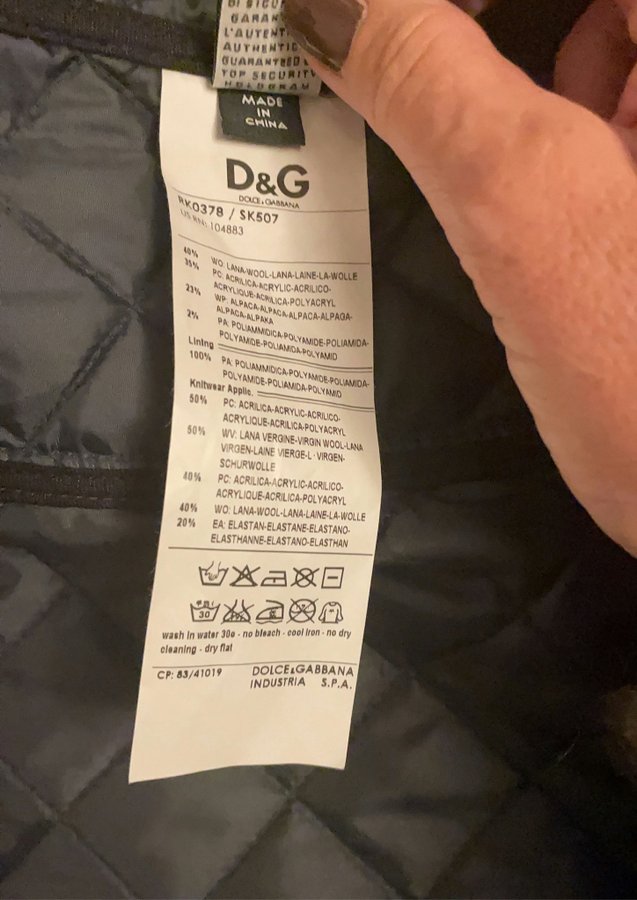 DI SICU
GARAN
L'AUTENT
AUTHENTIC
GUARANTEED
TOP SECURITY
HOLOGRAM
MADE
IN
CHINA
D&G
DOLCE&GABBANA
RK0378 / SK507
US RN: 104883
40% WO: LANA-WOOL-LANA-LAINE-LA-WOLLE
35% PC: ACRILICA-ACRYLIC-ACRILICO-
ACRYLIQUE-ACRILICA-POLYACRYL
23% WP: ALPACA-ALPACA-ALPACA-ALPAGA-
ALPACA-ALPAKA
2% PA: POLIAMMIDICA-POLYAMIDE-POLIAMIDA-
POLYAMIDE-POLIAMIDA-POLYAMID
Lining
100% PA: POLIAMMIDICA-POLYAMIDE-POLIAMIDA-
POLYAMIDE-POLIAMIDA-POLYAMID
Knitwear Applic.
50% PC: ACRILICA-ACRYLIC-ACRILICO-
ACRYLIQUE-ACRILICA-POLYACRYL
50% WV: LANA VERGINE-VIRGIN WOOL-LANA
VIRGEN-LAINE VIERGE-L VIRGEN-
SCHURWOLLE
40% PC: ACRILICA-ACRYLIC-ACRILICO-
ACRYLIQUE-ACRILICA-POLYACRYL
40% WO: LANA-WOOL-LANA-LAINE-LA-WOLLE
20% EA: ELASTAN-ELASTANE-ELASTANO-
ELASTHANNE-ELASTANO-ELASTHAN
30
wash in water 30o - no bleach - cool iron - no dry
cleaning - dry flat
CP: 83/41019 DOLCE&GABBANA
INDUSTRIA S.P.A.